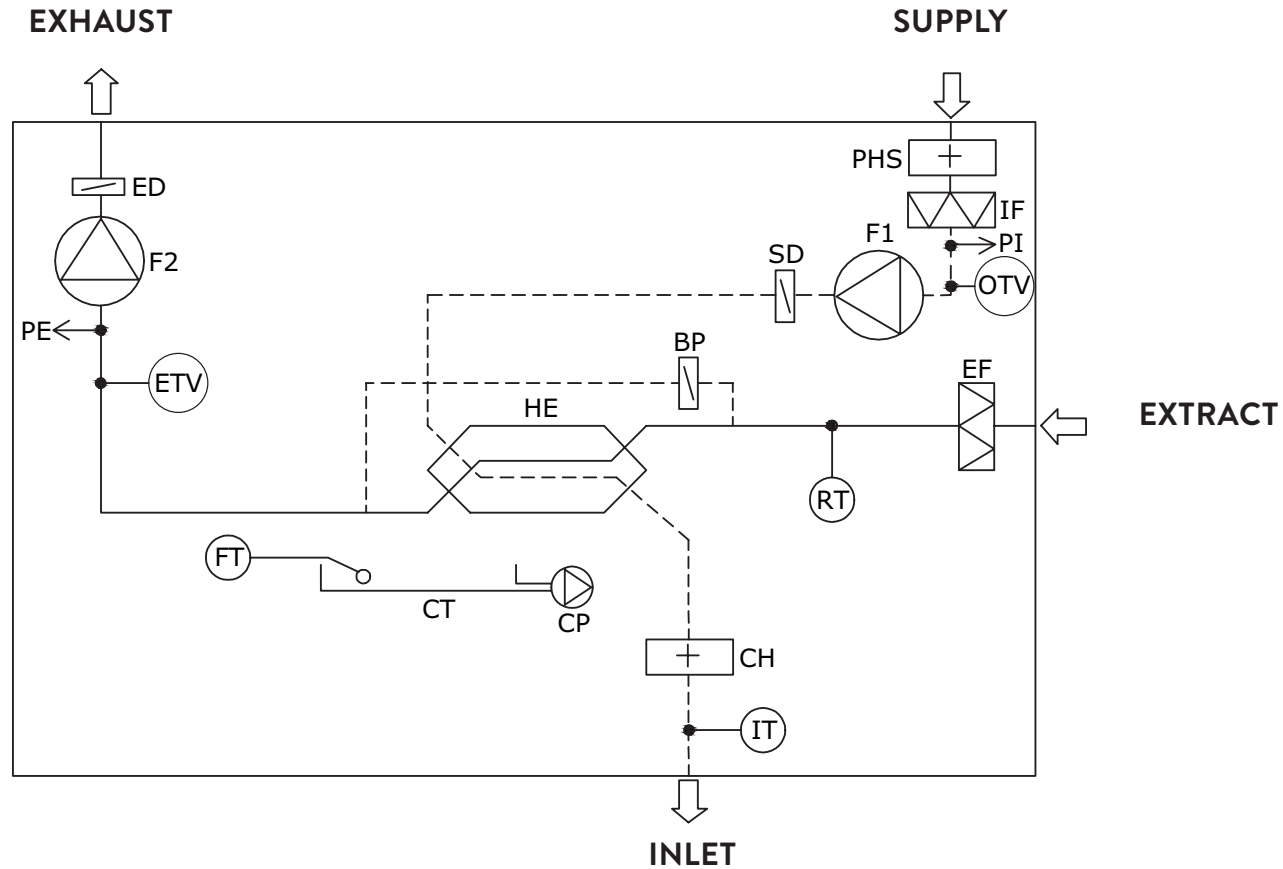 EXHAUST
SUPPLY
PHS
ED
IF
F1
PI
F2
SD
OTV
PE
BP
EF
ETV
HE
EXTRACT
RT
FT
CT
CP
CH
IT
INLET